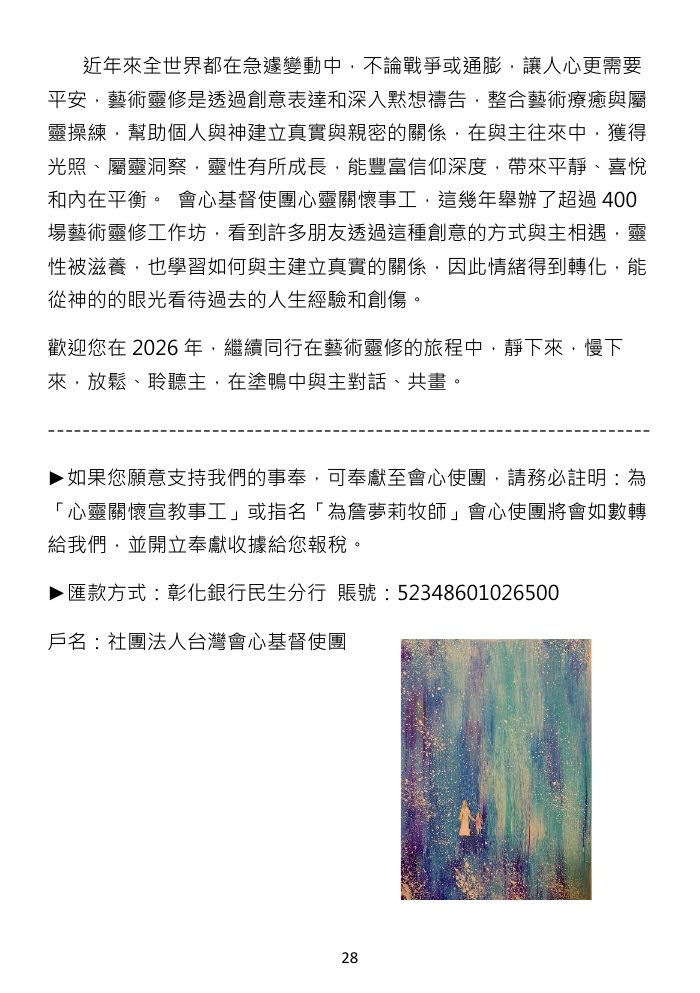 近年來全世界都在急遽變動中，不論戰爭或通膨，讓人心更需要
平安，藝術靈修是透過創意表達和深入默想禱告，整合藝術療癒與屬
靈操練，幫助個人與神建立真實與親密的關係，在與主往來中，獲得
光照、屬靈洞察，靈性有所成長，能豐富信仰深度，帶來平靜、喜悅
和內在平衡。 會心基督使團心靈關懷事工，這幾年舉辦了超過 400
場藝術靈修工作坊，看到許多朋友透過這種創意的方式與主相遇，靈
性被滋養，也學習如何與主建立真實的關係，因此情緒得到轉化，能
從神的的眼光看待過去的人生經驗和創傷。
歡迎您在 2026 年，繼續同行在藝術靈修的旅程中，靜下來，慢下
來，放鬆、聆聽主，在塗鴨中與主對話、共畫。
----------------------------------------------------------------------
►如果您願意支持我們的事奉，可奉獻至會心使團，請務必註明：為
「心靈關懷宣教事工」或指名「為詹夢莉牧師」會心使團將會如數轉
給我們，並開立奉獻收據給您報稅。
►匯款方式：彰化銀行民生分行 賬號：52348601026500
戶名：社團法人台灣會心基督使團
28